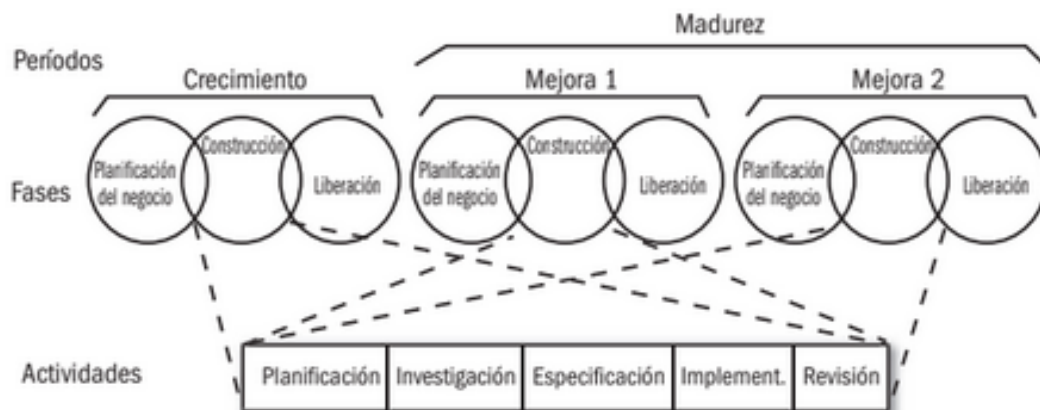 Madurez
Períodos
Crecimiento
Mejora 1
Mejora 2
Fases
Planificación
del negocio
Construcción
Liberación
Planificación
del negocio
Construcción
Liberación
Planificación
del negocio
Construcción
Liberación
Actividades
Planificación
Investigación
Especificación
Implement.
Revisión